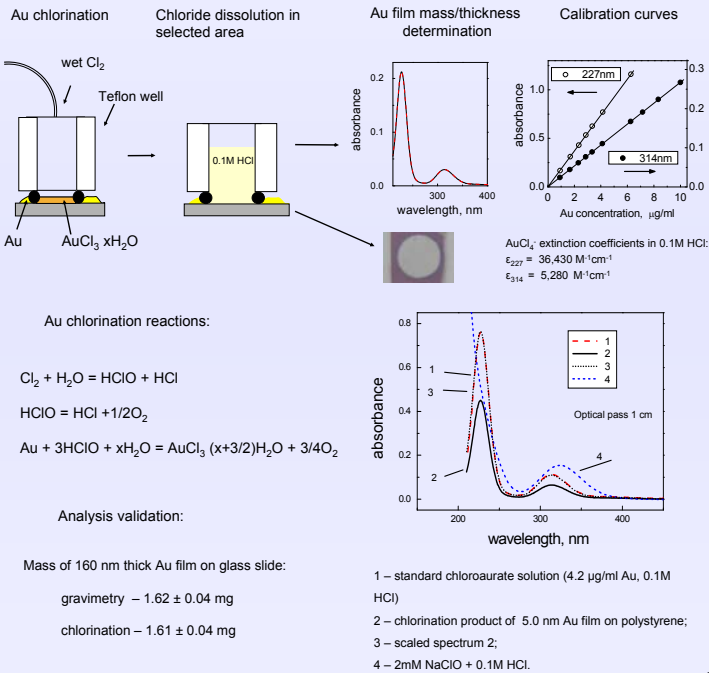 Au chlorination
Chloride dissolution in
selected area
Au film mass/thickness
determination
Calibration curves
wet Cl₂
Teflon well
0.1M HCl
Au
AuCl₃ xH₂O
absorbance
0.2
0.1
0.0
300
400
wavelength, nm
absorbance
1.0
0.5
0.0
227nm
314nm
0.3
0.2
0.1
0.0
0 2 4 6 8 10
Au concentration, μg/ml
AuCl₄⁻ extinction coefficients in 0.1M HCl:
ε₂₂₇ = 36,430 M⁻¹cm⁻¹
ε₃₁₄ = 5,280 M⁻¹cm⁻¹
Au chlorination reactions:
Cl₂ + H₂O = HClO + HCl
HClO = HCl +1/2O₂
Au + 3HClO + xH₂O = AuCl₃ (x+3/2)H₂O + 3/4O₂
Analysis validation:
Mass of 160 nm thick Au film on glass slide:
gravimetry – 1.62 ± 0.04 mg
chlorination – 1.61 ± 0.04 mg
absorbance
0.8
0.6
0.4
0.2
0.0
1
3
2
4
1
2
3
4
Optical pass 1 cm
200
300
400
wavelength, nm
1 – standard chloroaurate solution (4.2 μg/ml Au, 0.1M
HCl)
2 – chlorination product of 5.0 nm Au film on polystyrene;
3 – scaled spectrum 2;
4 – 2mM NaClO + 0.1M HCl.